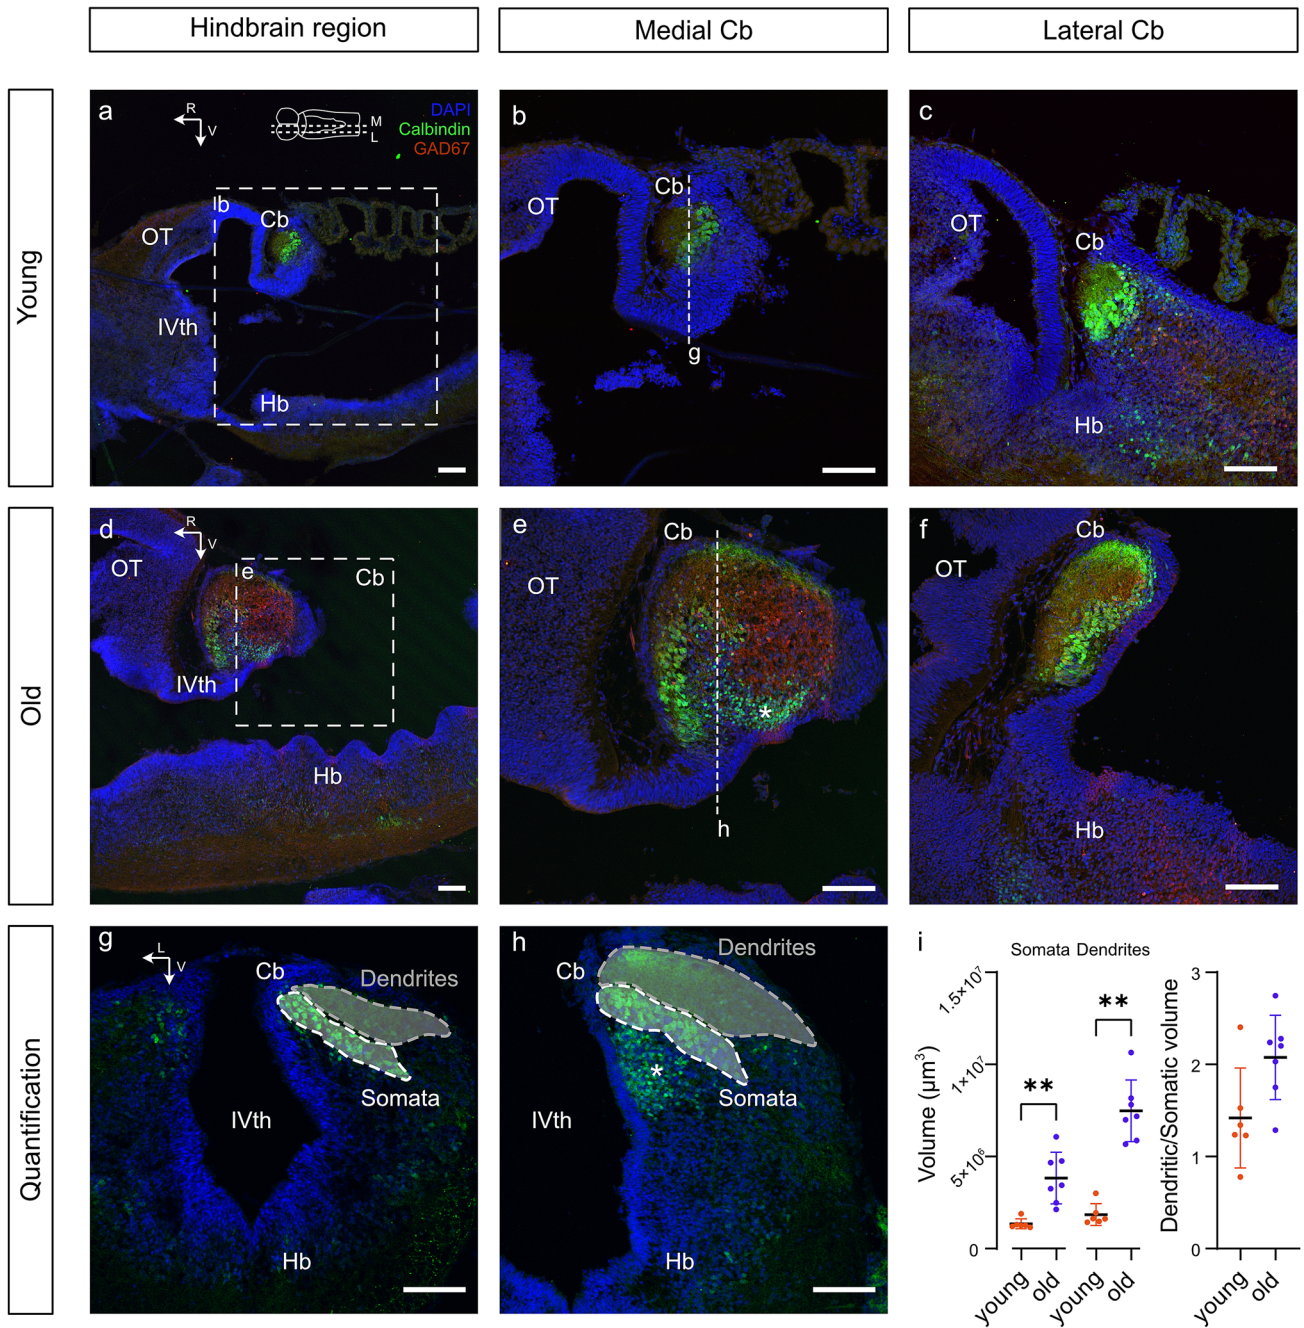 Hindbrain region
Medial Cb
Lateral Cb
Young
a
R
V
M
L
DAPI
Calbindin
GAD67
b
Cb
OT
IVth
Hb
b
Cb
OT
g
c
OT
Cb
Hb
Old
d
R
V
OT
e
Cb
IVth
Hb
e
Cb
OT
*
h
f
Cb
OT
Hb
Quantification
g
L
V
Cb
Dendrites
Somata
IVth
Hb
h
Dendrites
Cb
*
Somata
IVth
Hb
i
Somata Dendrites
Volume (µm³)
1.5×10⁷
1×10⁷
5×10⁶
0
**
**
young
old
young
old
Dendritic/Somatic volume
3
2
1
0
young
old